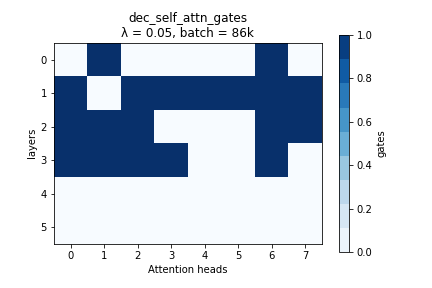 dec_self_attn_gates
λ = 0.05, batch = 86k
layers
0
1
2
3
4
5
0 1 2 3 4 5 6 7
Attention heads
1.0
0.8
0.6
0.4
0.2
0.0
gates